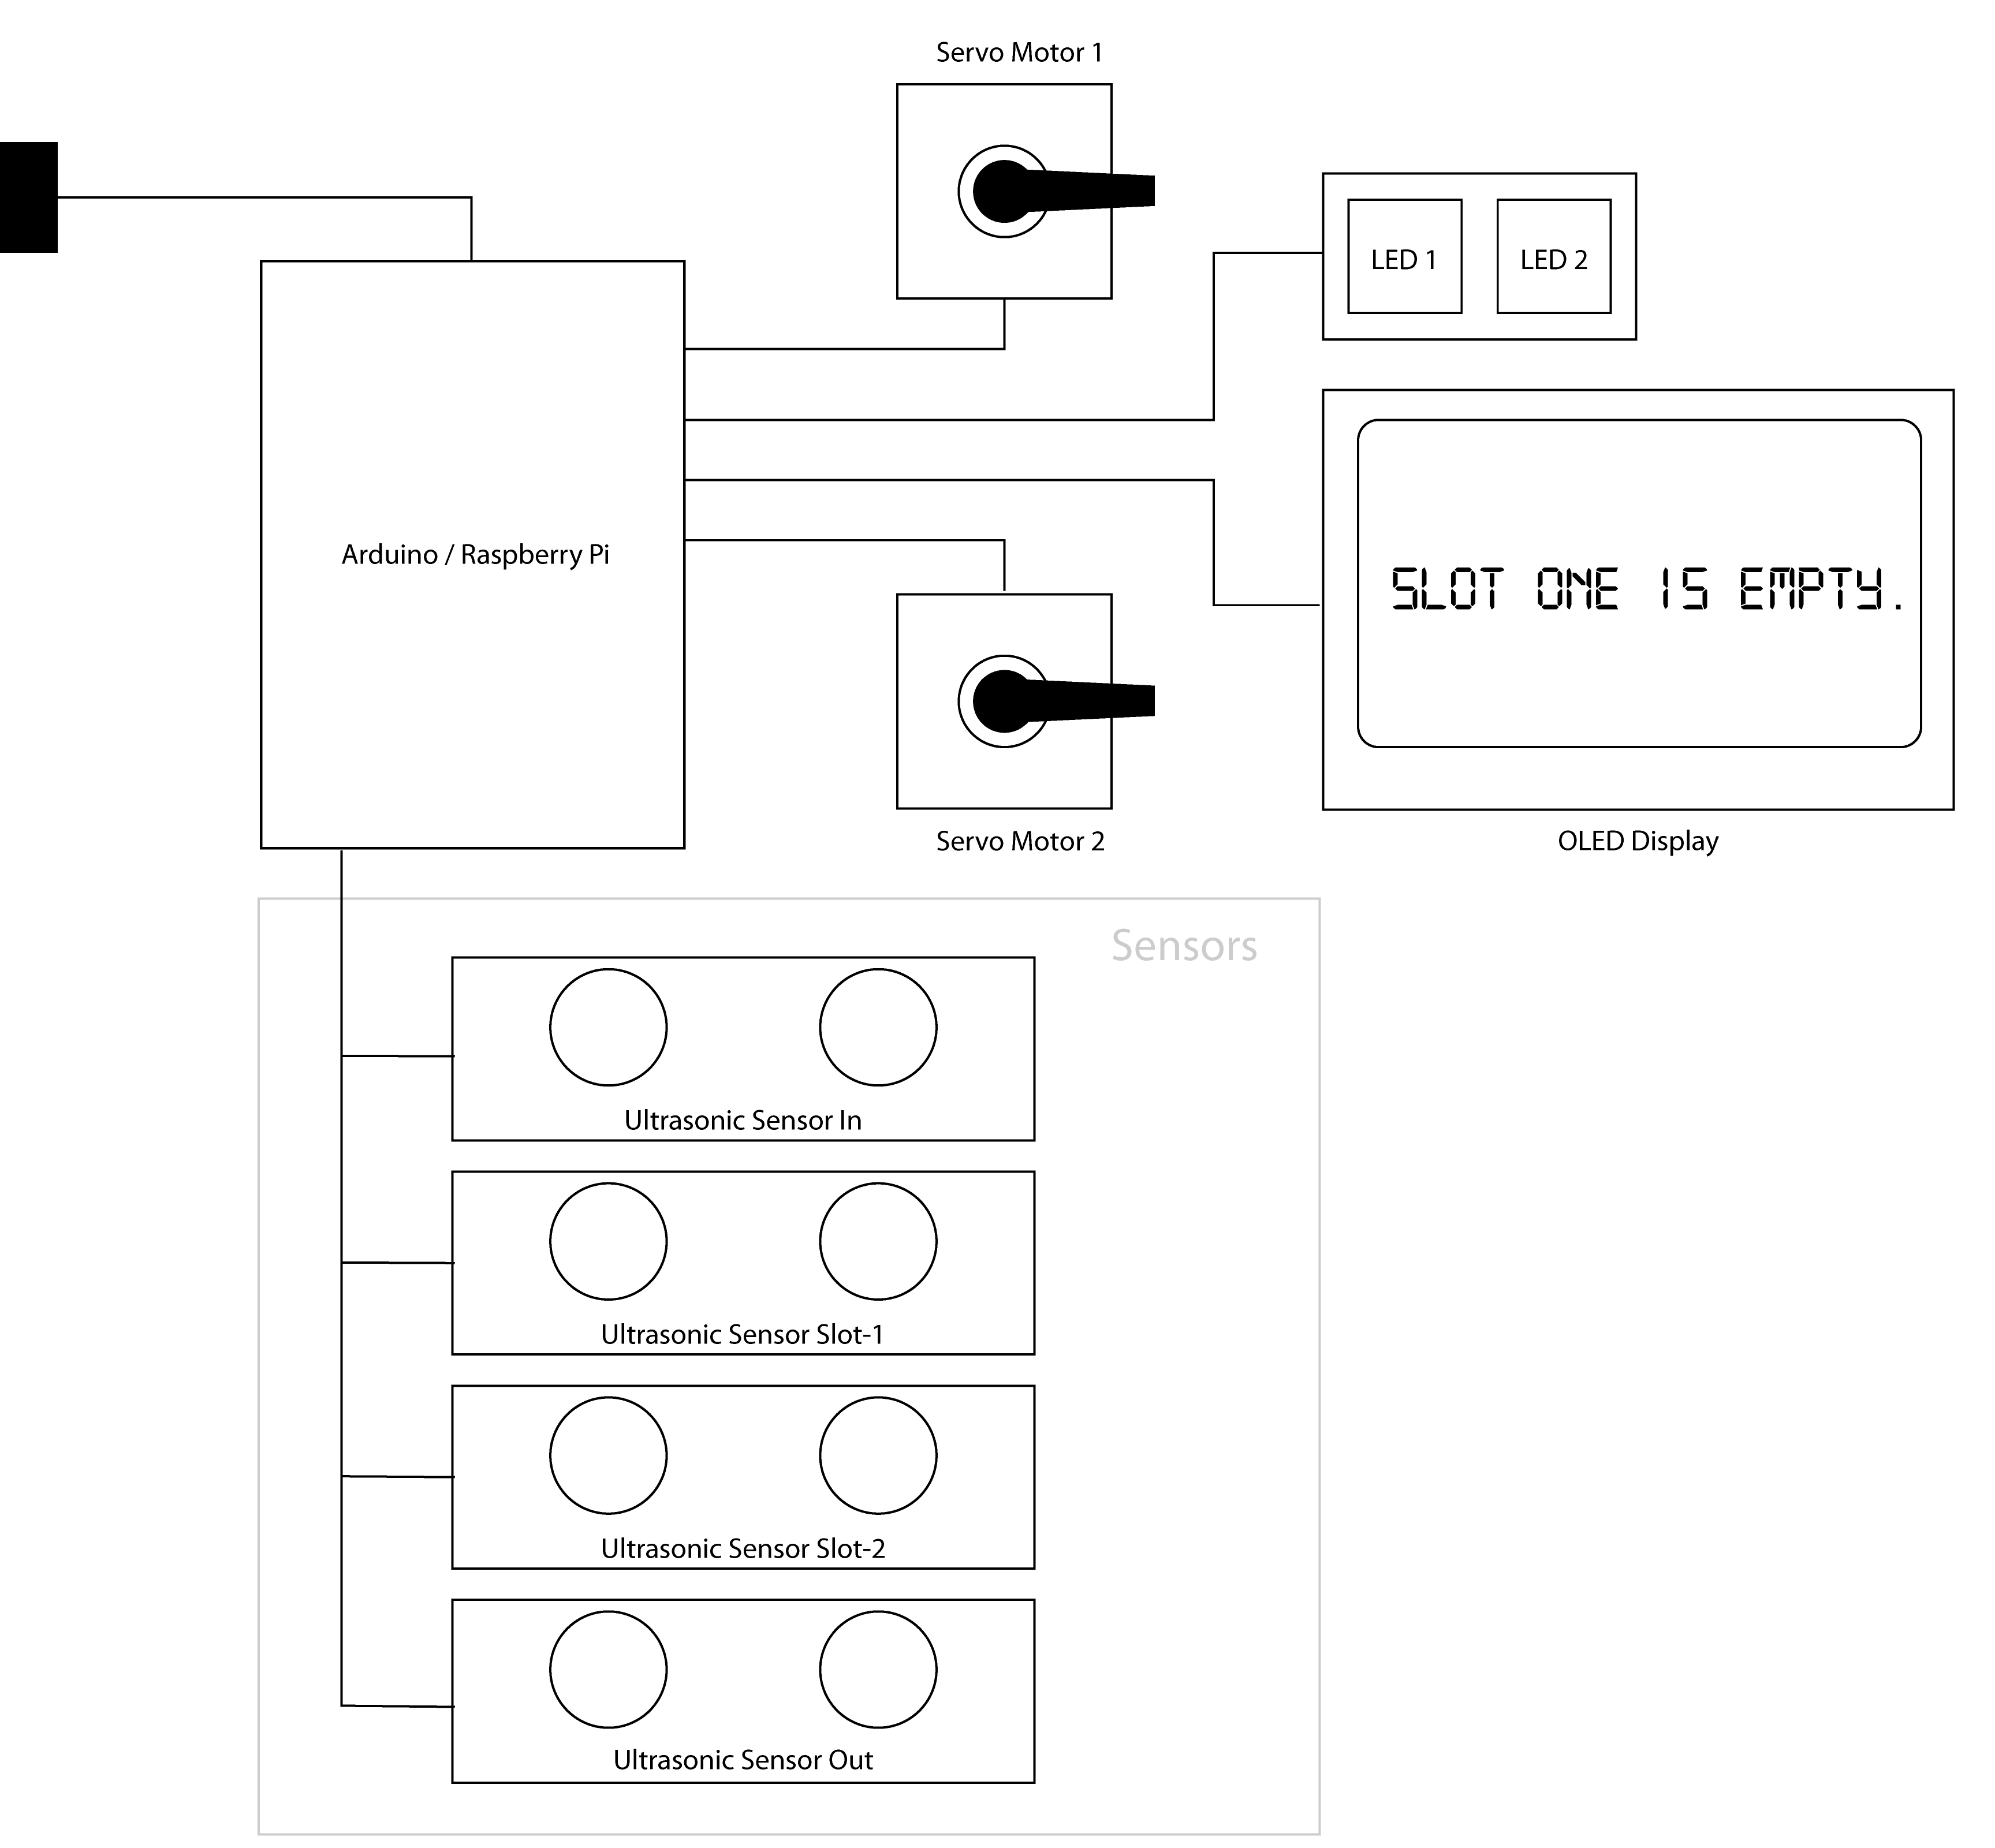 Servo Motor 1
LED 1
LED 2
Arduino / Raspberry Pi
SLOT ONE IS EMPTY.
Servo Motor 2
OLED Display
Sensors
Ultrasonic Sensor In
Ultrasonic Sensor Slot-1
Ultrasonic Sensor Slot-2
Ultrasonic Sensor Out